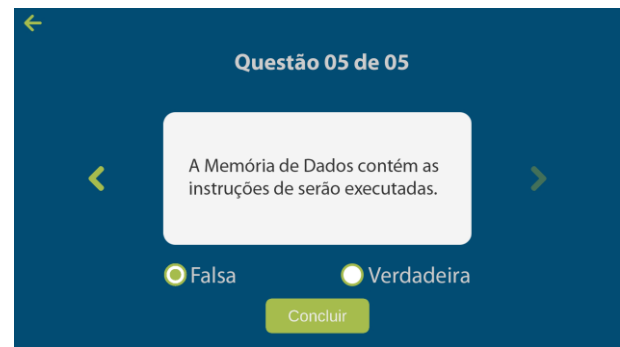 Questão 05 de 05
A Memória de Dados contém as
instruções de serão executadas.
Falsa
Verdadeira
Concluir